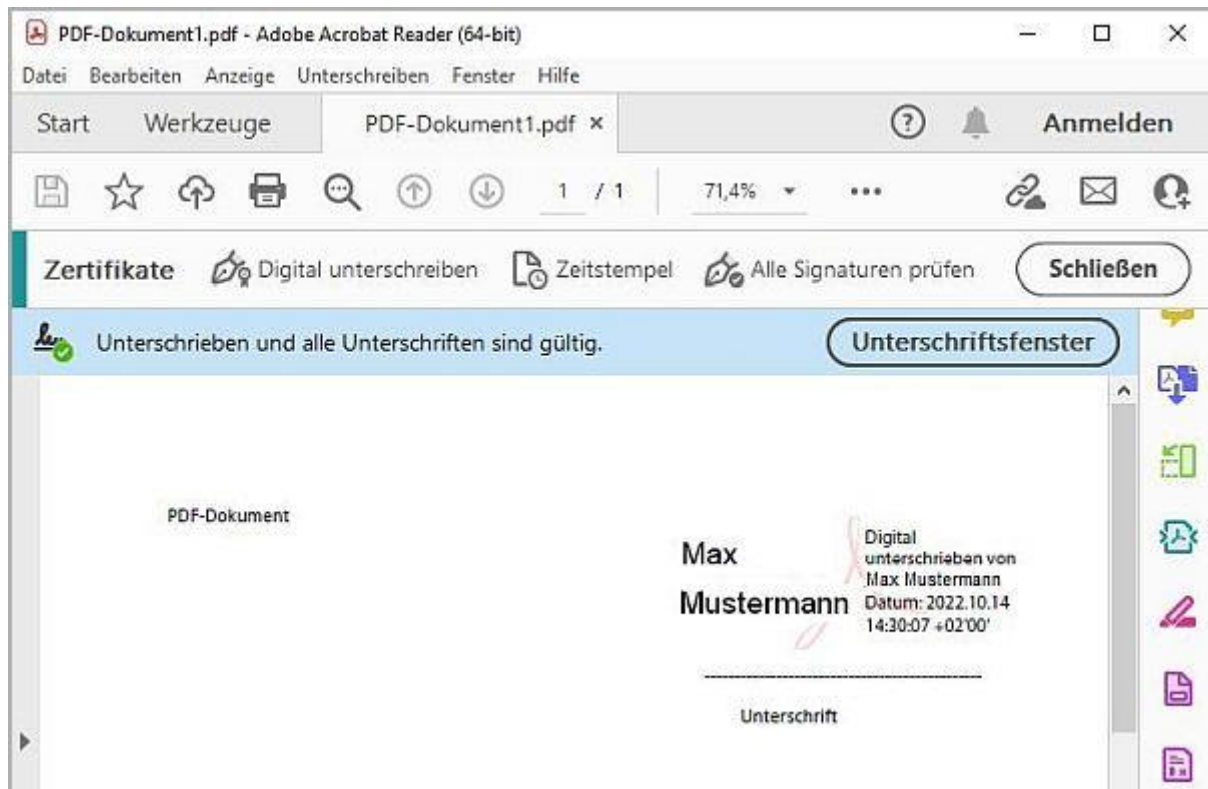 PDF-Dokument1.pdf - Adobe Acrobat Reader (64-bit)
Datei Bearbeiten Anzeige Unterschreiben Fenster Hilfe
Start Werkzeuge PDF-Dokument1.pdf × ? Anmelden
1 / 1 71,4%
Zertifikate Digital unterschreiben Zeitstempel Alle Signaturen prüfen Schließen
Unterschrieben und alle Unterschriften sind gültig. Unterschriftsfenster
PDF-Dokument
Max
Mustermann
Digital
unterschrieben von
Max Mustermann
Datum: 2022.10.14
14:30:07 +02'00'
Unterschrift